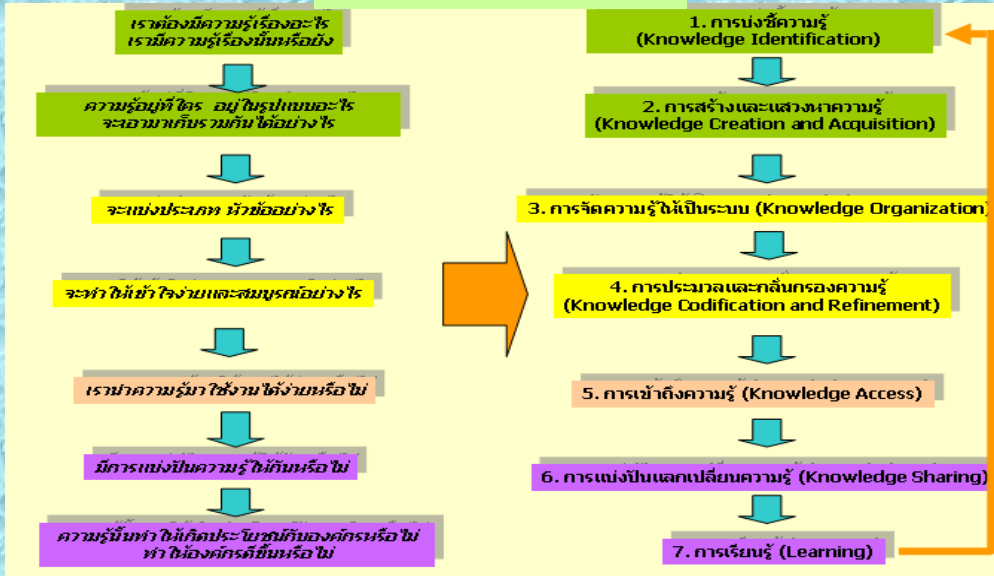 เราต้องมีความรู้เรื่องอะไร
เรามีความรู้เรื่องนั้นหรือยัง
ความรู้อยู่ที่ใคร อยู่ในรูปแบบอะไร
จะเอามาเก็บรวมกันได้อย่างไร
จะแบ่งประเภท หัวข้ออย่างไร
จะทำให้เข้าใจง่ายและสมบูรณ์อย่างไร
เรานำความรู้มาใช้งานได้ง่ายหรือไม่
มีการแบ่งปันความรู้ให้กันหรือไม่
ความรู้นั้นทำให้เกิดประโยชน์กับองค์กรหรือไม่
ทำให้องค์กรดีขึ้นหรือไม่
1. การบ่งชี้ความรู้
(Knowledge Identification)
2. การสร้างและแสวงหาความรู้
(Knowledge Creation and Acquisition)
3. การจัดความรู้ให้เป็นระบบ (Knowledge Organization)
4. การประมวลและกลั่นกรองความรู้
(Knowledge Codification and Refinement)
5. การเข้าถึงความรู้ (Knowledge Access)
6. การแบ่งปันแลกเปลี่ยนความรู้ (Knowledge Sharing)
7. การเรียนรู้ (Learning)